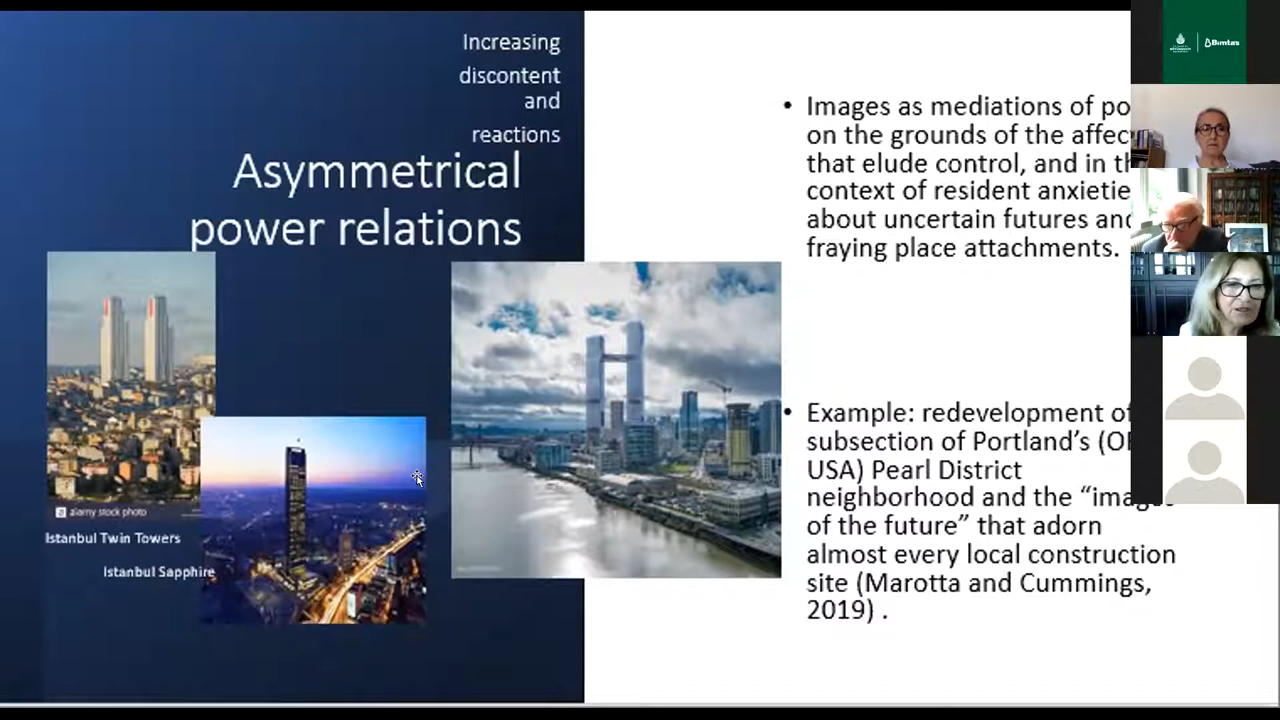 Increasing
discontent
and
reactions
Asymmetrical
power relations
alamy stock photo
Istanbul Twin Towers
Istanbul Sapphire
• Images as mediations of po
on the grounds of the affec
that elude control, and in th
context of resident anxietie
about uncertain futures and
fraying place attachments.
• Example: redevelopment of
subsection of Portland’s (OR
USA) Pearl District
neighborhood and the “images
of the future” that adorn
almost every local construction
site (Marotta and Cummings,
2019) .
Bimtaş